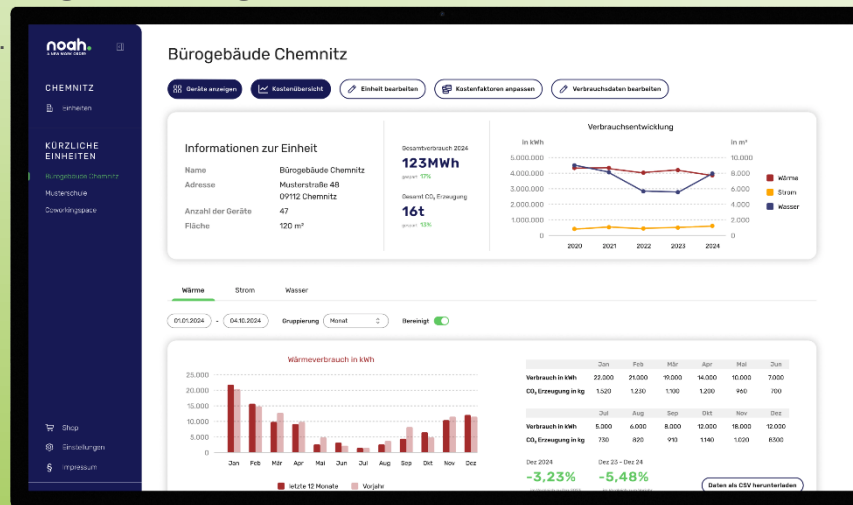 noah.
A NEW NOAH ORDER
CHEMNITZ
Einheiten
KÜRZLICHE
EINHEITEN
Bürogebäude Chemnitz
Musterschule
Coworkingspace
Shop
Einstellungen
Impressum
Bürogebäude Chemnitz
Geräte anzeigen
Kostenübersicht
Einheit bearbeiten
Kostenfaktoren anpassen
Verbrauchsdaten bearbeiten
Informationen zur Einheit
Name Bürogebäude Chemnitz
Adresse Musterstraße 48
09112 Chemnitz
Anzahl der Geräte 47
Fläche 120 m²
Gesamtverbrauch 2024
123MWh
17%
Gesamt CO₂ Erzeugung
16t
13%
Verbrauchsentwicklung
in kWh in m³
5.000.000 10.000
4.000.000 8.000
3.000.000 6.000
2.000.000 4.000
1.000.000 2.000
0 0
2020 2021 2022 2023 2024
Wärme
Strom
Wasser
Wärme Strom Wasser
01.01.2024 - 04.10.2024 Gruppierung Monat Bereinigt
Wärmeverbrauch in kWh
25.000
20.000
15.000
10.000
5.000
0
Jan Feb Mär Apr Mai Jun Jul Aug Sep Okt Nov Dez
letzte 12 Monate Vorjahr
Jan Feb Mär Apr Mai Jun
Verbrauch in kWh 22.000 21.000 19.000 14.000 10.000 7.000
CO₂ Erzeugung in kg 1.520 1.230 1.100 1.200 960 700
Jul Aug Sep Okt Nov Dez
Verbrauch in kWh 5.000 6.000 8.000 12.000 18.000 12.000
CO₂ Erzeugung in kg 730 820 910 1.140 1.020 6300
Dez 2024 Dez 23 - Dez 24
-3,23% -5,48%
Daten als CSV herunterladen